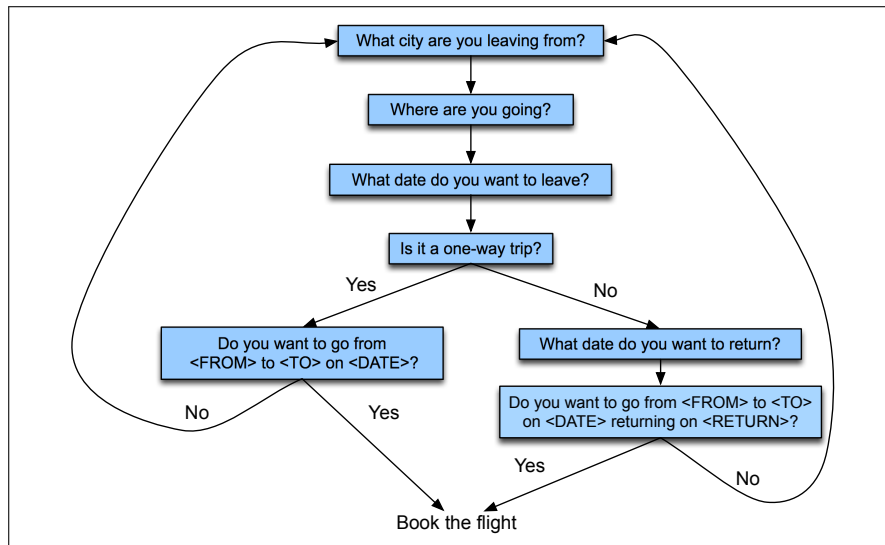 What city are you leaving from?
Where are you going?
What date do you want to leave?
Is it a one-way trip?
Yes
No
Do you want to go from
<FROM> to <TO> on <DATE>?
What date do you want to return?
Do you want to go from <FROM> to <TO>
on <DATE> returning on <RETURN>?
No
Yes
Yes
No
Book the flight